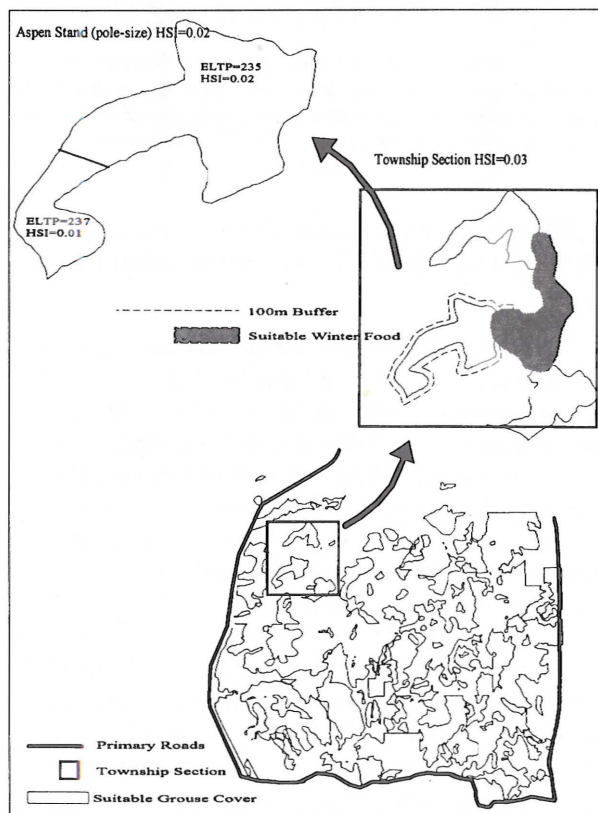 Aspen Stand (pole-size) HSI=0.02
ELTP=235
HSI=0.02
Township Section HSI=0.03
ELTP=237
HSI=0.01
100m Buffer
Suitable Winter Food
Primary Roads
Township Section
Suitable Grouse Cover